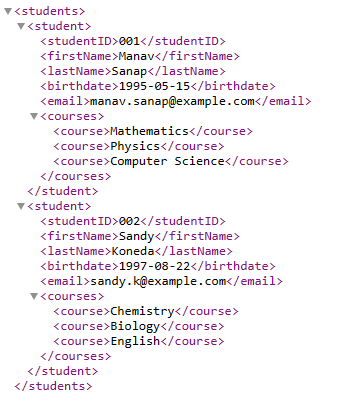 <students>
<student>
<studentID>001</studentID>
<firstName>Manav</firstName>
<lastName>Sanap</lastName>
<birthdate>1995-05-15</birthdate>
<email>manav.sanap@example.com</email>
<courses>
<course>Mathematics</course>
<course>Physics</course>
<course>Computer Science</course>
</courses>
</student>
<student>
<studentID>002</studentID>
<firstName>Sandy</firstName>
<lastName>Koneda</lastName>
<birthdate>1997-08-22</birthdate>
<email>sandy.k@example.com</email>
<courses>
<course>Chemistry</course>
<course>Biology</course>
<course>English</course>
</courses>
</student>
</students>